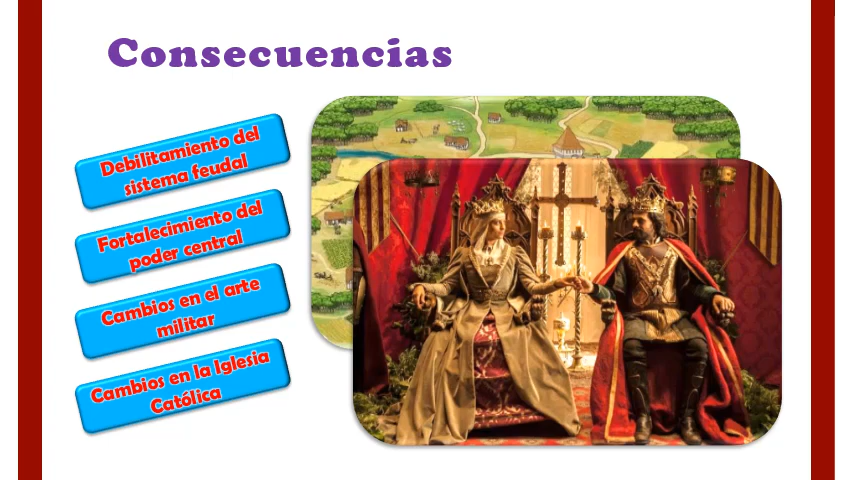 Consecuencias
Debilitamiento del
sistema feudal
Fortalecimiento del
poder central
Cambios en el arte
militar
Cambios en la Iglesia
Católica